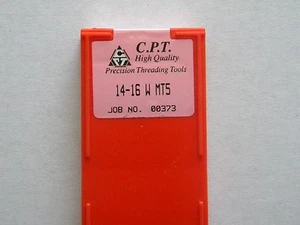 C.P.T.
High Quality
Precision Threading Tools
14-16 W MT5
JOB NO. 00373